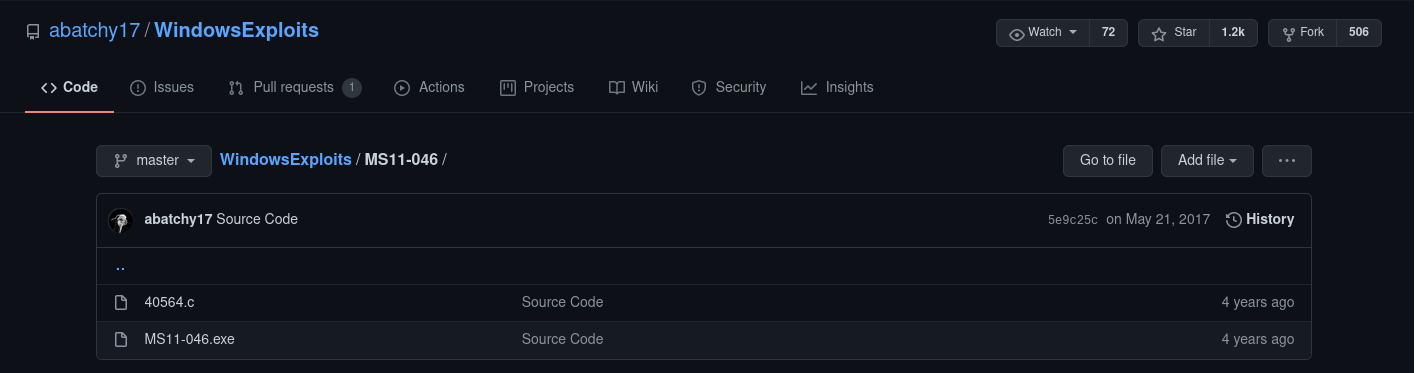 abatchy17 / WindowsExploits Watch 72 Star 1.2k Fork 506
Code Issues Pull requests 1 Actions Projects Wiki Security Insights
master WindowsExploits / MS11-046 / Go to file Add file ...
abatchy17 Source Code 5e9c25c on May 21, 2017 History
..
40564.c Source Code 4 years ago
MS11-046.exe Source Code 4 years ago